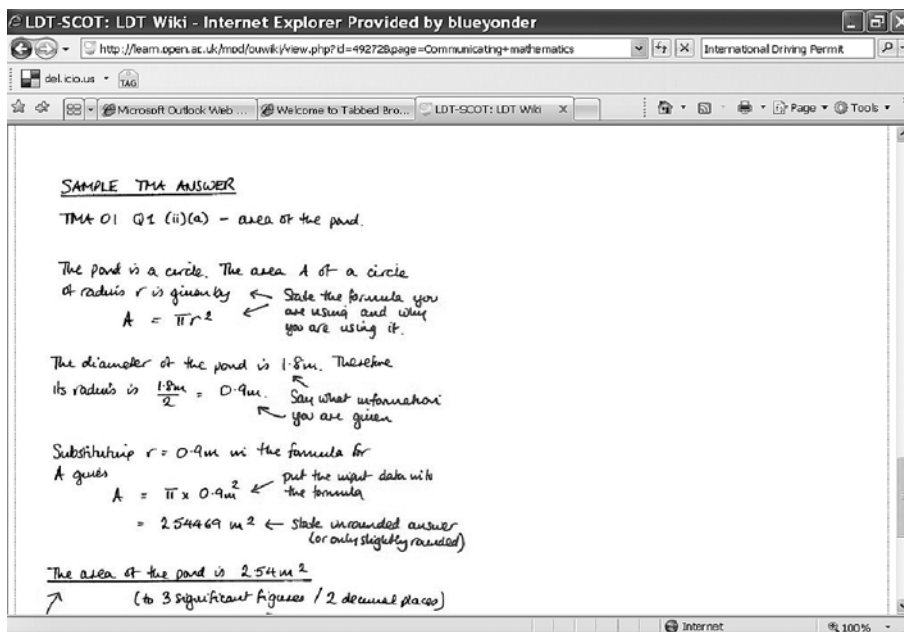 LDT-SCOT: LDT Wiki - Internet Explorer Provided by blueyonder
http://learn.open.ac.uk/mod/ouwiki/view.php?id=49272&page=Communicating+mathematics
International Driving Permit
del.icio.us
TAG
Microsoft Outlook Web ...
Welcome to Tabbed Bro...
LDT-SCOT: LDT Wiki
Page
Tools
SAMPLE TMA ANSWER
TMA 01 Q1 (ii)(a) - area of the pond.
The pond is a circle. The area A of a circle
of radius r is given by ← State the formula you
A = πr² ← are using and why
you are using it.
The diameter of the pond is 1.8m. Therefore
its radius is 1.8m/2 = 0.9m. Say what information
← you are given
Substituting r = 0.9m in the formula for
A gives
A = π x 0.9m² ← put the input data into
the formula
= 2.54469 m² ← state unrounded answer
(or only slightly rounded)
The area of the pond is 2.54m²
(to 3 significant figures / 2 decimal places)
Internet
100%